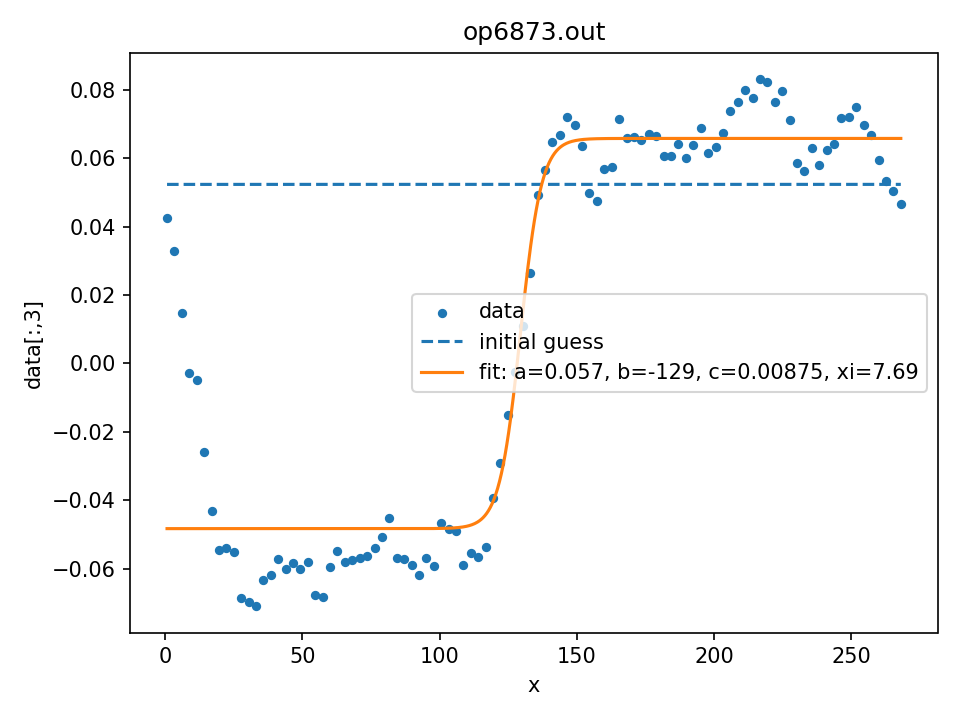 op6873.out
0.08
0.06
0.04
0.02
0.00
−0.02
−0.04
−0.06
data[:,3]
data
initial guess
fit: a=0.057, b=-129, c=0.00875, xi=7.69
0 50 100 150 200 250
x